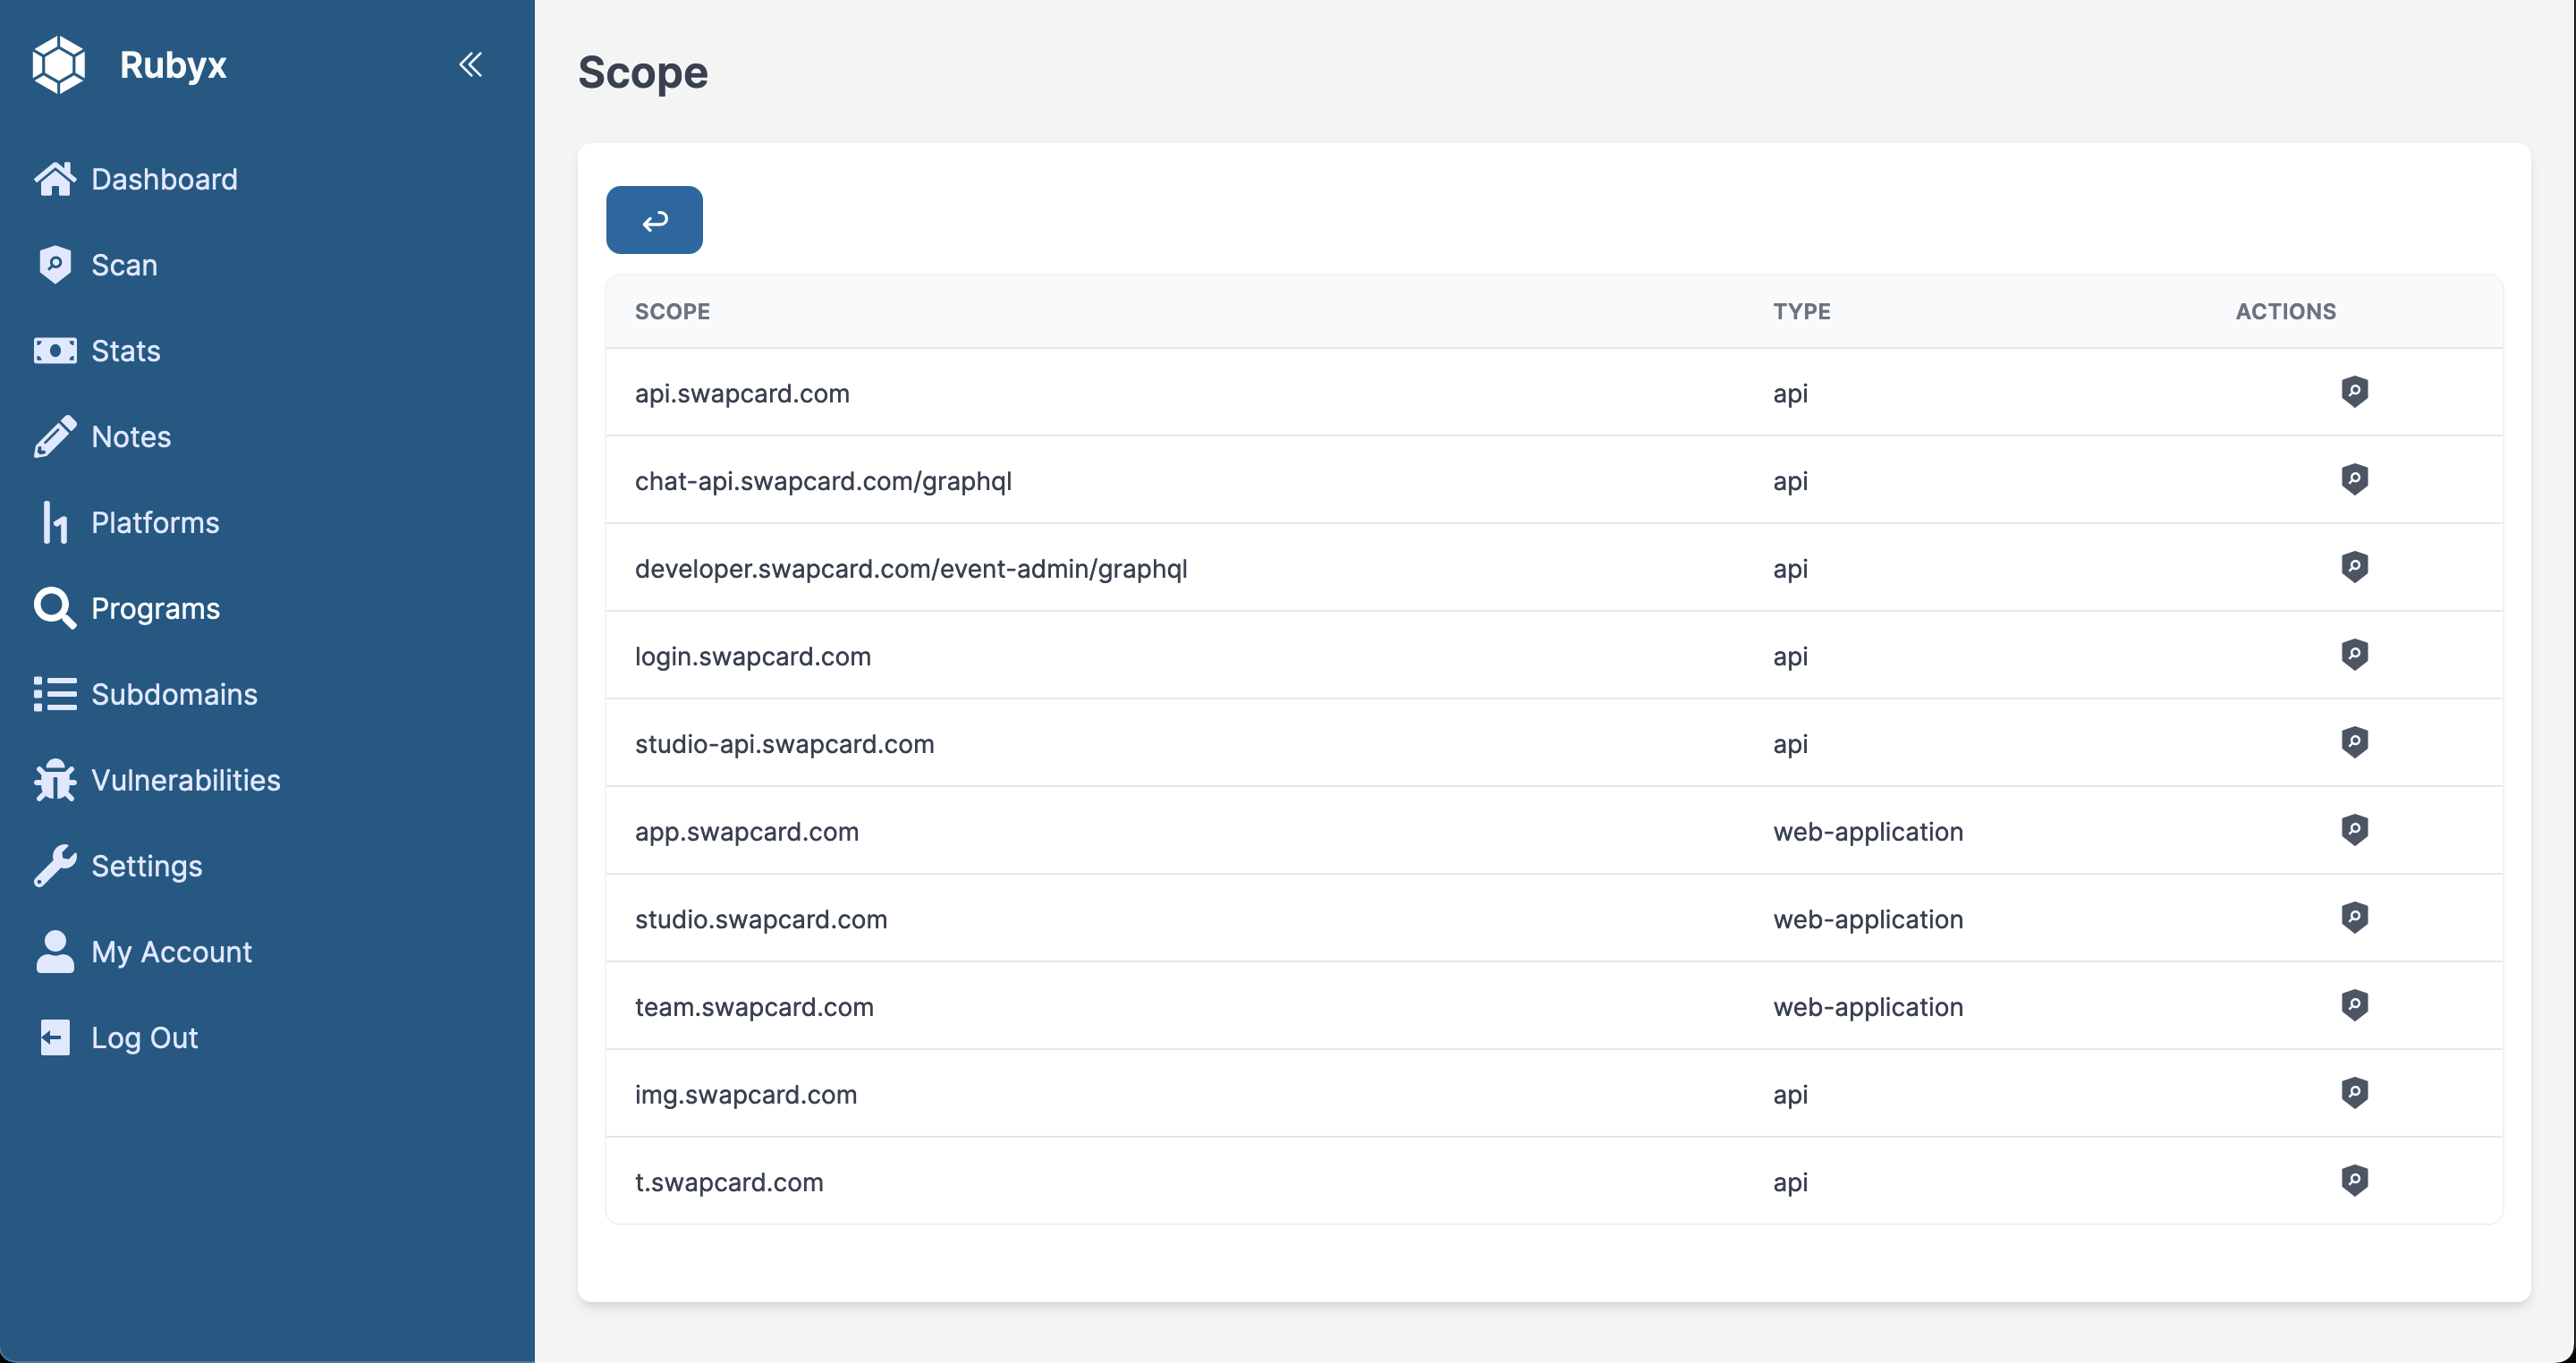 Rubyx
Dashboard
Scan
Stats
Notes
Platforms
Programs
Subdomains
Vulnerabilities
Settings
My Account
Log Out
Scope
SCOPE TYPE ACTIONS
api.swapcard.com api
chat-api.swapcard.com/graphql api
developer.swapcard.com/event-admin/graphql api
login.swapcard.com api
studio-api.swapcard.com api
app.swapcard.com web-application
studio.swapcard.com web-application
team.swapcard.com web-application
img.swapcard.com api
t.swapcard.com api